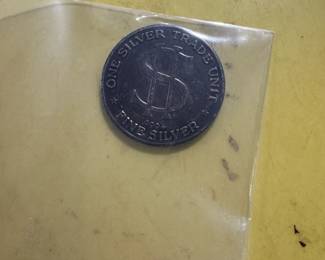 ONE SILVER TRADE UNIT
$
FINE SILVER